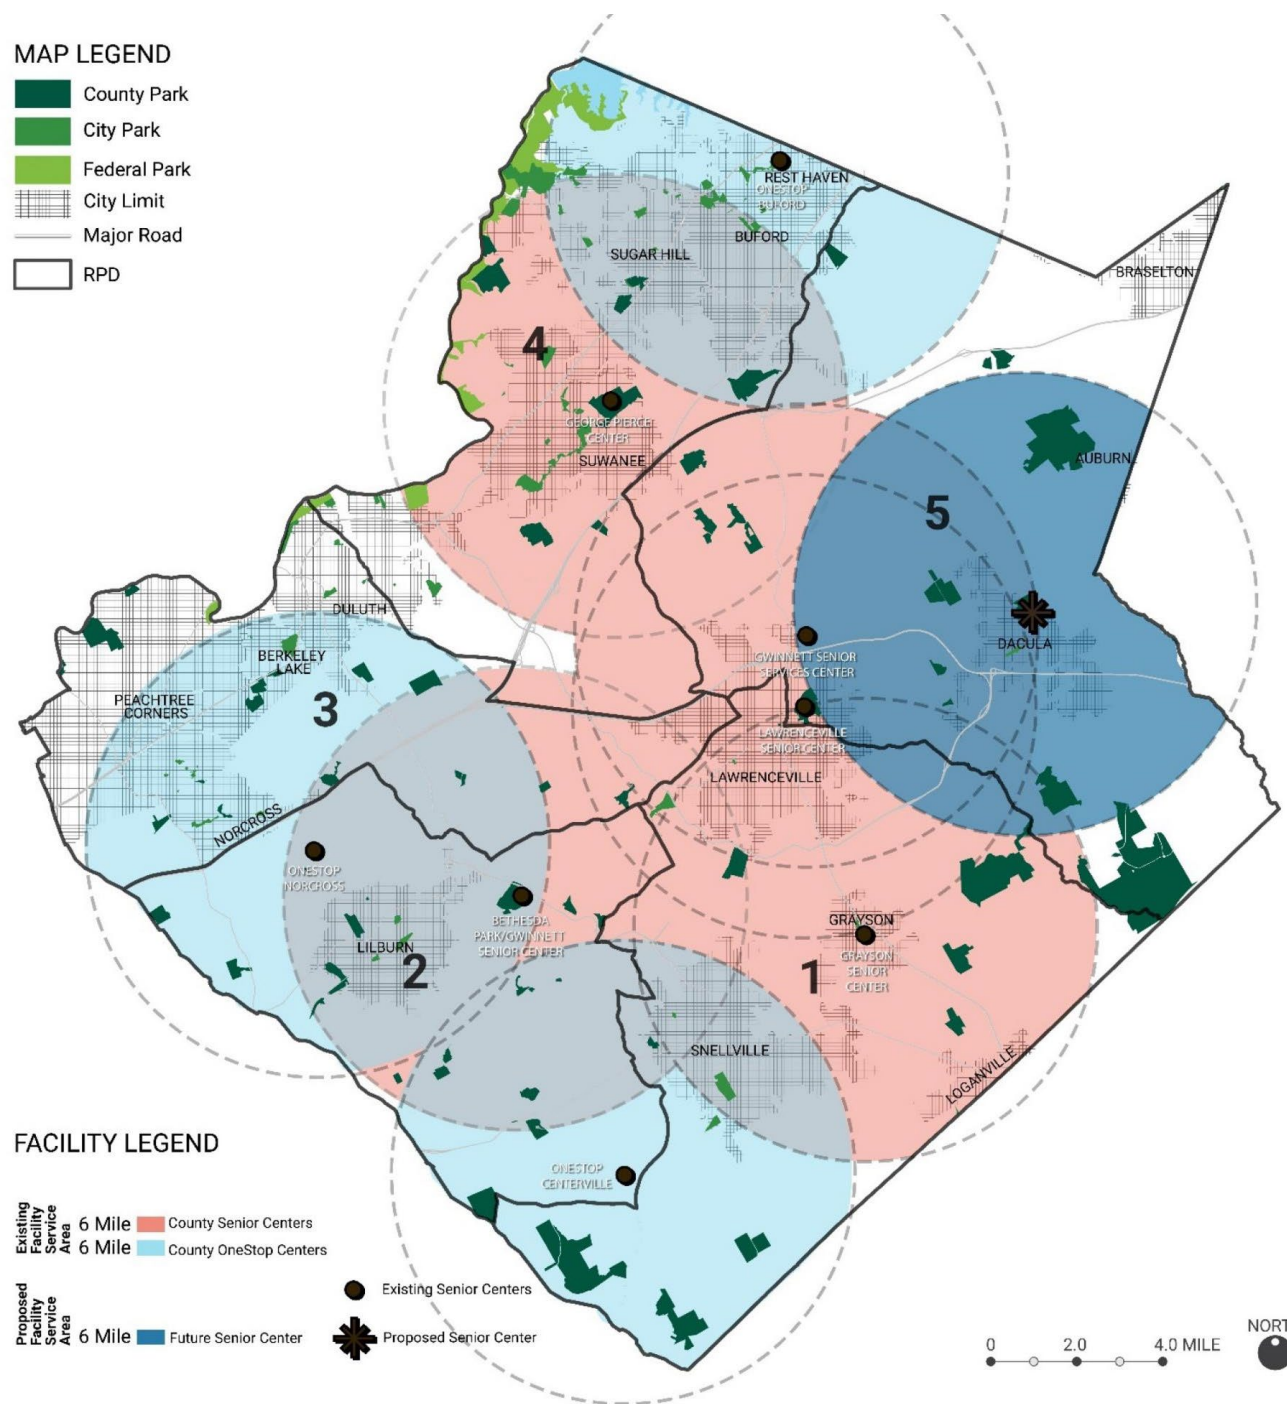 MAP LEGEND
County Park
City Park
Federal Park
City Limit
Major Road
RPD
REST HAVEN
ONESTOP
BUFORD
BUFORD
SUGAR HILL
BRASELTON
4
GEORGE PIERCE
CENTER
SUWANEE
AUBURN
5
DULUTH
DACULA
BERKELEY
LAKE
GWINNETT SENIOR
SERVICES CENTER
PEACHTREE
CORNERS
3
LAWRENCEVILLE
SENIOR CENTER
LAWRENCEVILLE
NORCROSS
ONESTOP
NORCROSS
BETHESDA
PARK/GWINNETT
SENIOR CENTER
LILBURN
2
GRAYSON
GRAYSON
SENIOR
CENTER
1
SNELLVILLE
LOGANVILLE
ONESTOP
CENTERVILLE
FACILITY LEGEND
Existing
Facility
Service
Area
6 Mile County Senior Centers
6 Mile County OneStop Centers
Proposed
Facility
Service
Area
6 Mile Future Senior Center
Existing Senior Centers
Proposed Senior Center
0 2.0 4.0 MILE
NORT